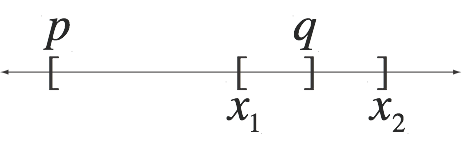 p q
[ [ ] ]
x₁ x₂